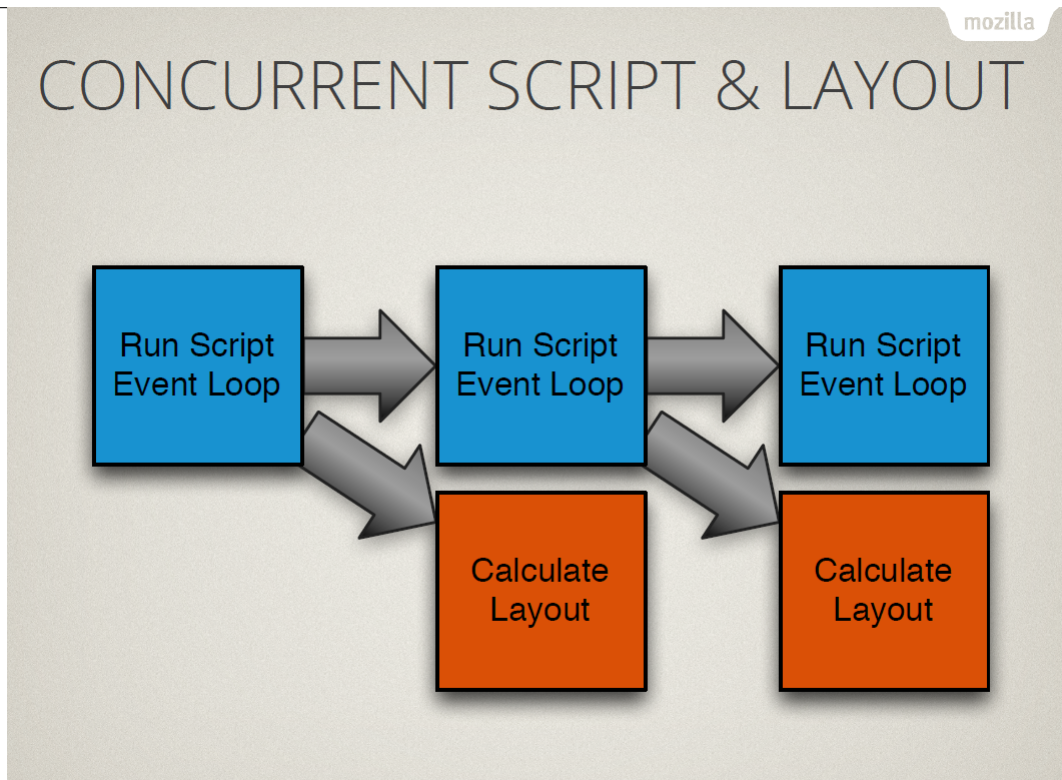 mozilla
CONCURRENT SCRIPT & LAYOUT
Run Script
Event Loop
Run Script
Event Loop
Run Script
Event Loop
Calculate
Layout
Calculate
Layout